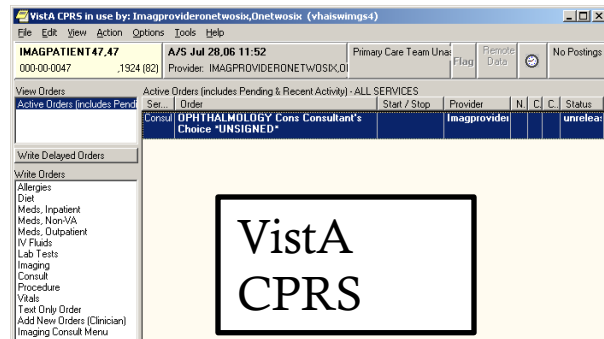 VistA CPRS in use by: Imagprovideronetwosix,Onetwosix (vhaiswimgs4)
File Edit View Action Options Tools Help
IMAGPATIENT47,47 A/S Jul 28,06 11:52 Primary Care Team Unas Flag Remote Data No Postings
000-00-0047 ,1924 (82) Provider: IMAGPROVIDERONETWOSIX,O
View Orders Active Orders (includes Pending & Recent Activity) - ALL SERVICES
Active Orders (includes Pendi Ser... Order Start / Stop Provider N.. C.. C.. Status
Consul OPHTHALMOLOGY Cons Consultant's Imagprovider unreleas
Choice *UNSIGNED*
Write Delayed Orders
Write Orders
Allergies
Diet
Meds, Inpatient
Meds, Non-VA
Meds, Outpatient
IV Fluids
Lab Tests
Imaging
Consult
Procedure
Vitals
Text Only Order
Add New Orders (Clinician)
Imaging Consult Menu
VistA
CPRS